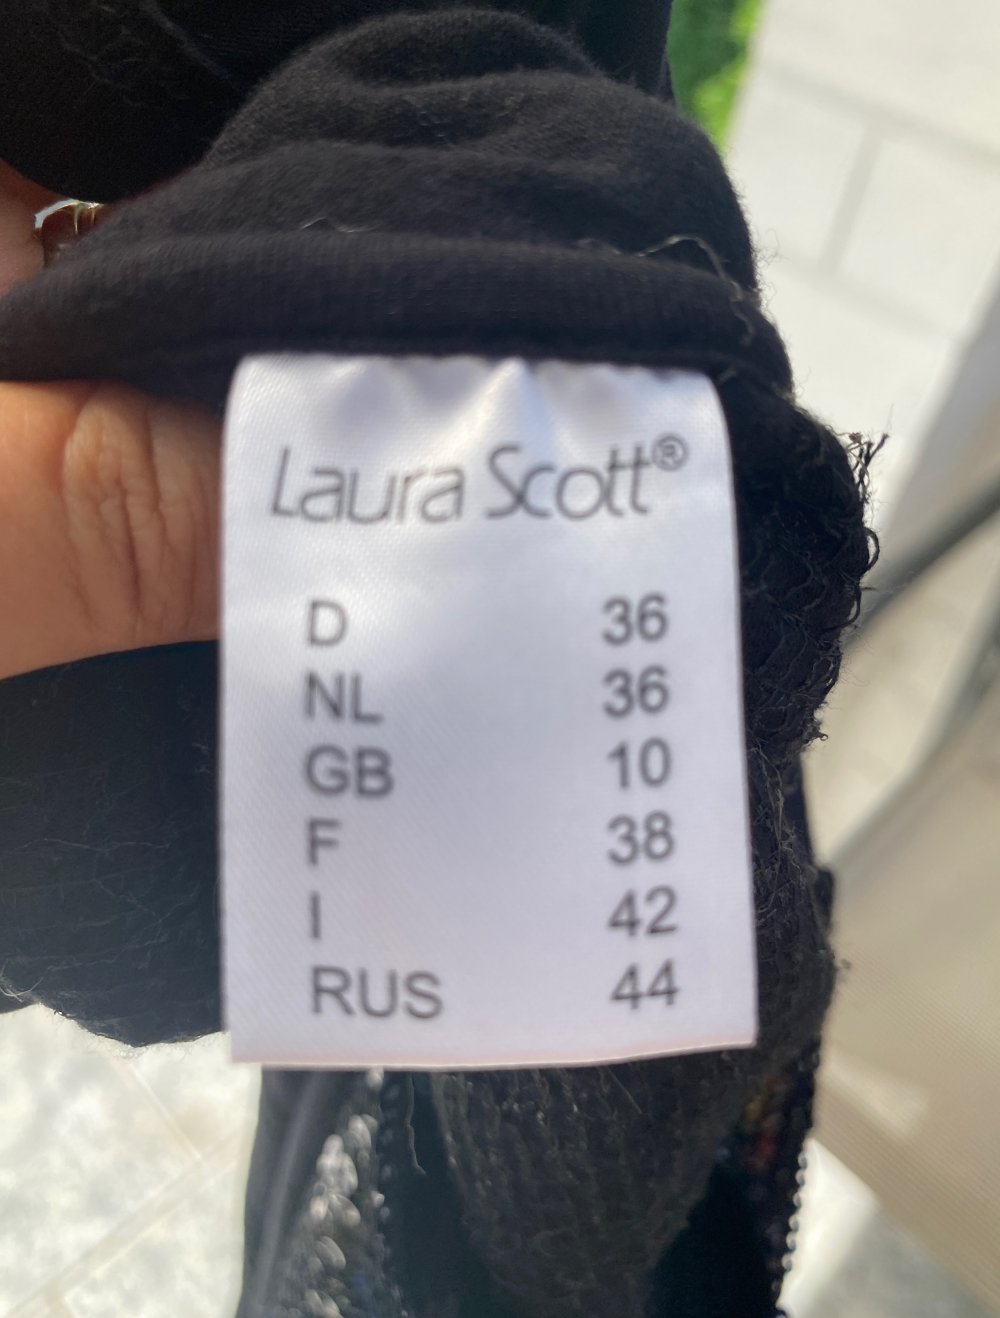 Laura Scott®
D 36
NL 36
GB 10
F 38
I 42
RUS 44